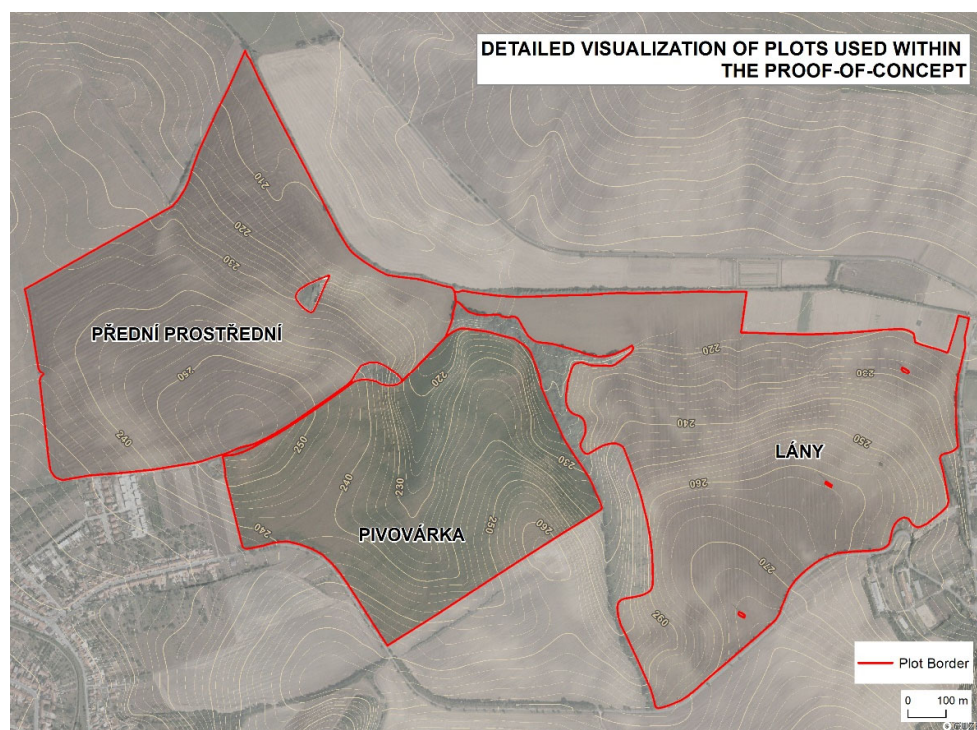 DETAILED VISUALIZATION OF PLOTS USED WITHIN
THE PROOF-OF-CONCEPT
210
220
230
PŘEDNÍ PROSTŘEDNÍ
250
240
220
250
240
230
240
PIVOVÁRKA
250
260
230
220
230
240
250
LÁNY
260
270
260
Plot Border
0 100 m